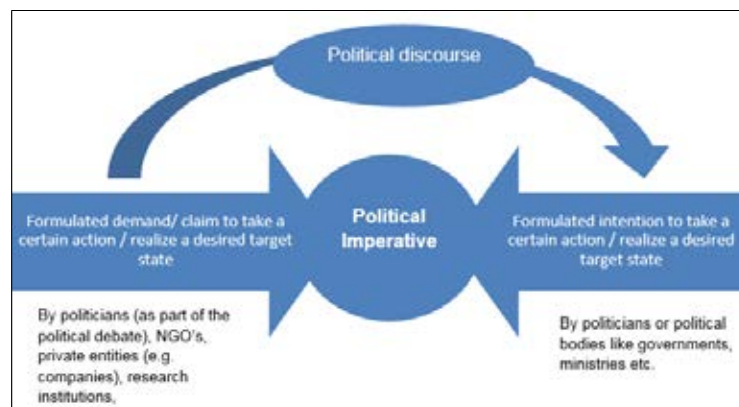 Political discourse
Formulated demand/ claim to take a
certain action / realize a desired target
state
Political
Imperative
Formulated intention to take a
certain action / realize a desired
target state
By politicians (as part of the
political debate), NGO's,
private entities (e.g.
companies), research
institutions,
By politicians or political
bodies like governments,
ministries etc.